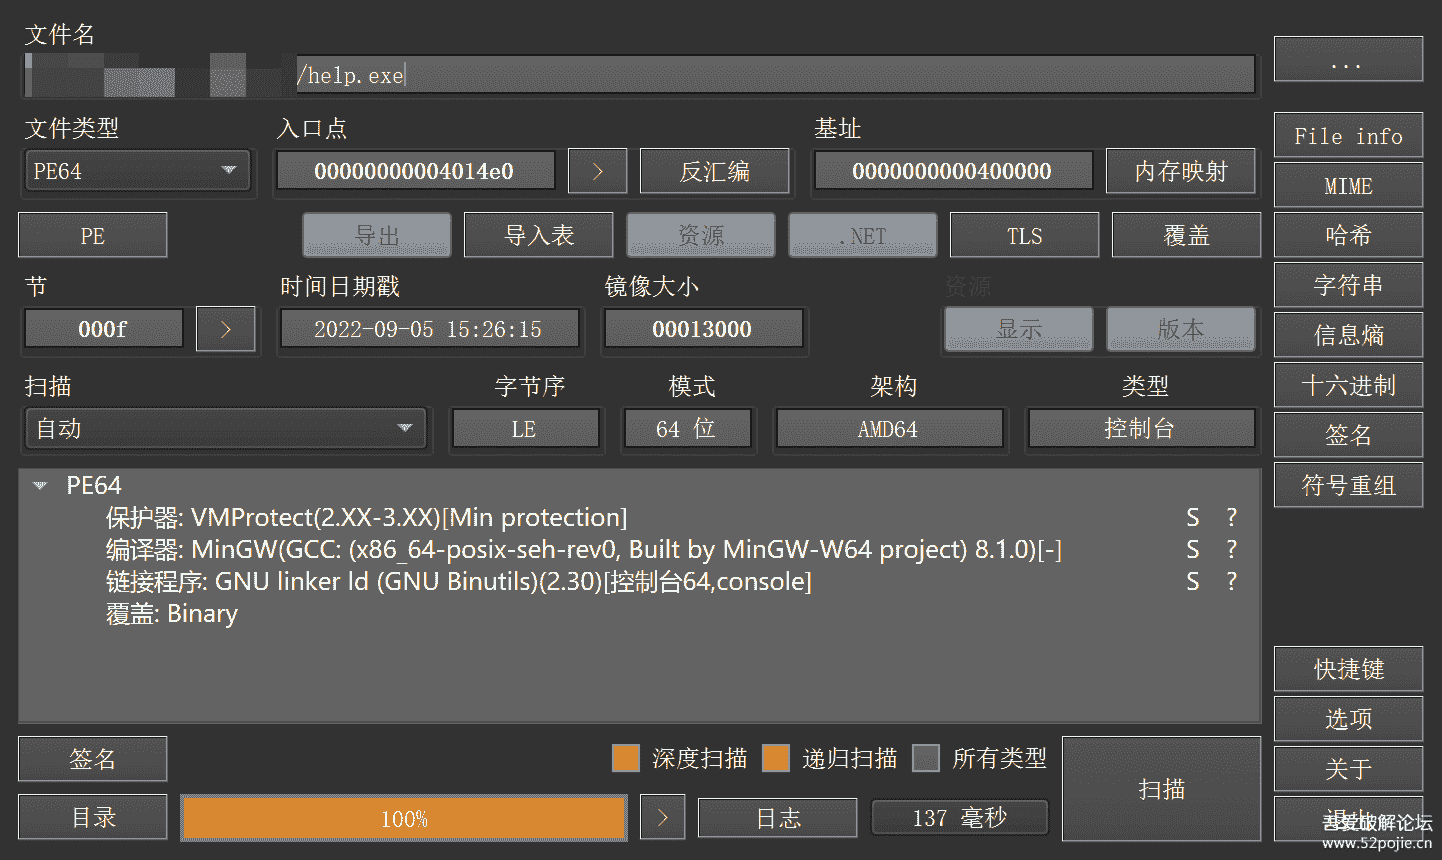 文件名
/help.exe
...
文件类型
入口点
基址
File info
PE64
00000000004014e0
>
反汇编
0000000000400000
内存映射
MIME
PE
导出
导入表
资源
.NET
TLS
覆盖
哈希
节
时间日期戳
镜像大小
资源
字符串
000f
>
2022-09-05 15:26:15
00013000
显示
版本
信息熵
扫描
字节序
模式
架构
类型
十六进制
自动
LE
64 位
AMD64
控制台
签名
PE64
符号重组
保护器: VMProtect(2.XX-3.XX)[Min protection]
S ?
编译器: MinGW(GCC: (x86_64-posix-seh-rev0, Built by MinGW-W64 project) 8.1.0)[-]
S ?
链接程序: GNU linker ld (GNU Binutils)(2.30)[控制台64,console]
S ?
覆盖: Binary
快捷键
选项
签名
深度扫描
递归扫描
所有类型
扫描
关于
目录
100%
>
日志
137 毫秒
吾爱破解论坛
www.52pojie.cn